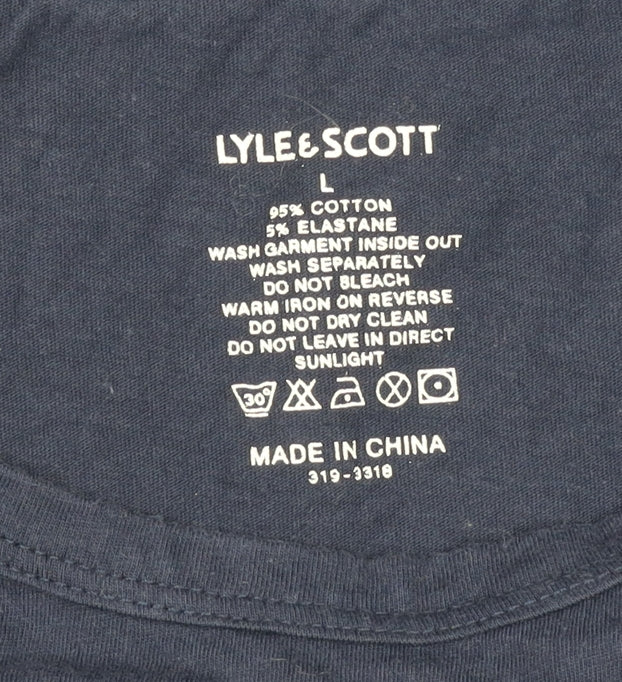 LYLE & SCOTT
L
95% COTTON
5% ELASTANE
WASH GARMENT INSIDE OUT
WASH SEPARATELY
DO NOT BLEACH
WARM IRON ON REVERSE
DO NOT DRY CLEAN
DO NOT LEAVE IN DIRECT
SUNLIGHT
30°
MADE IN CHINA
319-3318